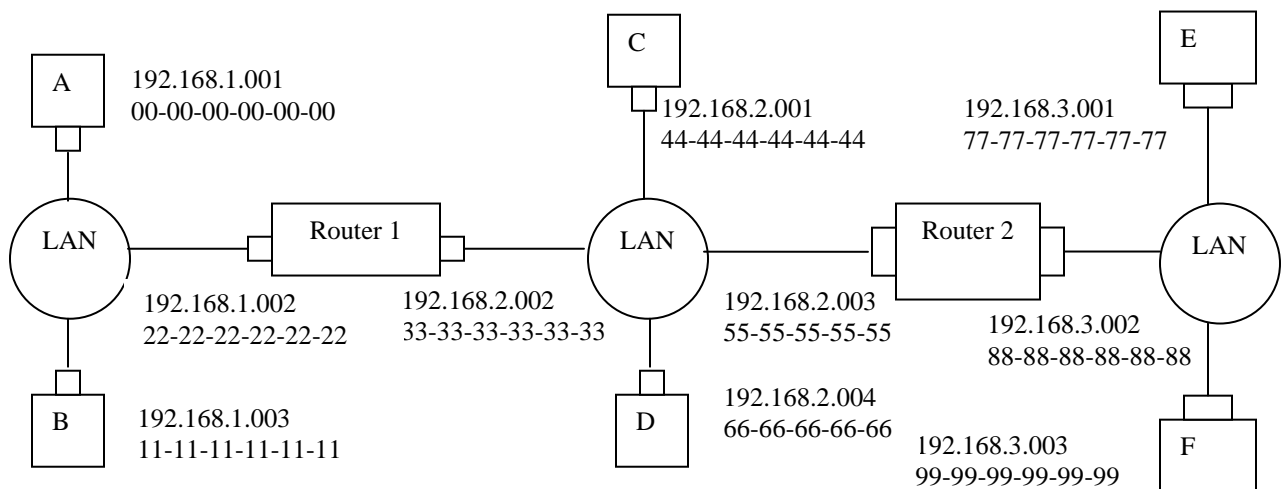 A
192.168.1.001
00-00-00-00-00-00
C
192.168.2.001
44-44-44-44-44-44
E
192.168.3.001
77-77-77-77-77-77
LAN
Router 1
LAN
Router 2
LAN
192.168.1.002
22-22-22-22-22-22
192.168.2.002
33-33-33-33-33-33
192.168.2.003
55-55-55-55-55
192.168.3.002
88-88-88-88-88-88
B
192.168.1.003
11-11-11-11-11-11
D
192.168.2.004
66-66-66-66-66
192.168.3.003
99-99-99-99-99-99
F